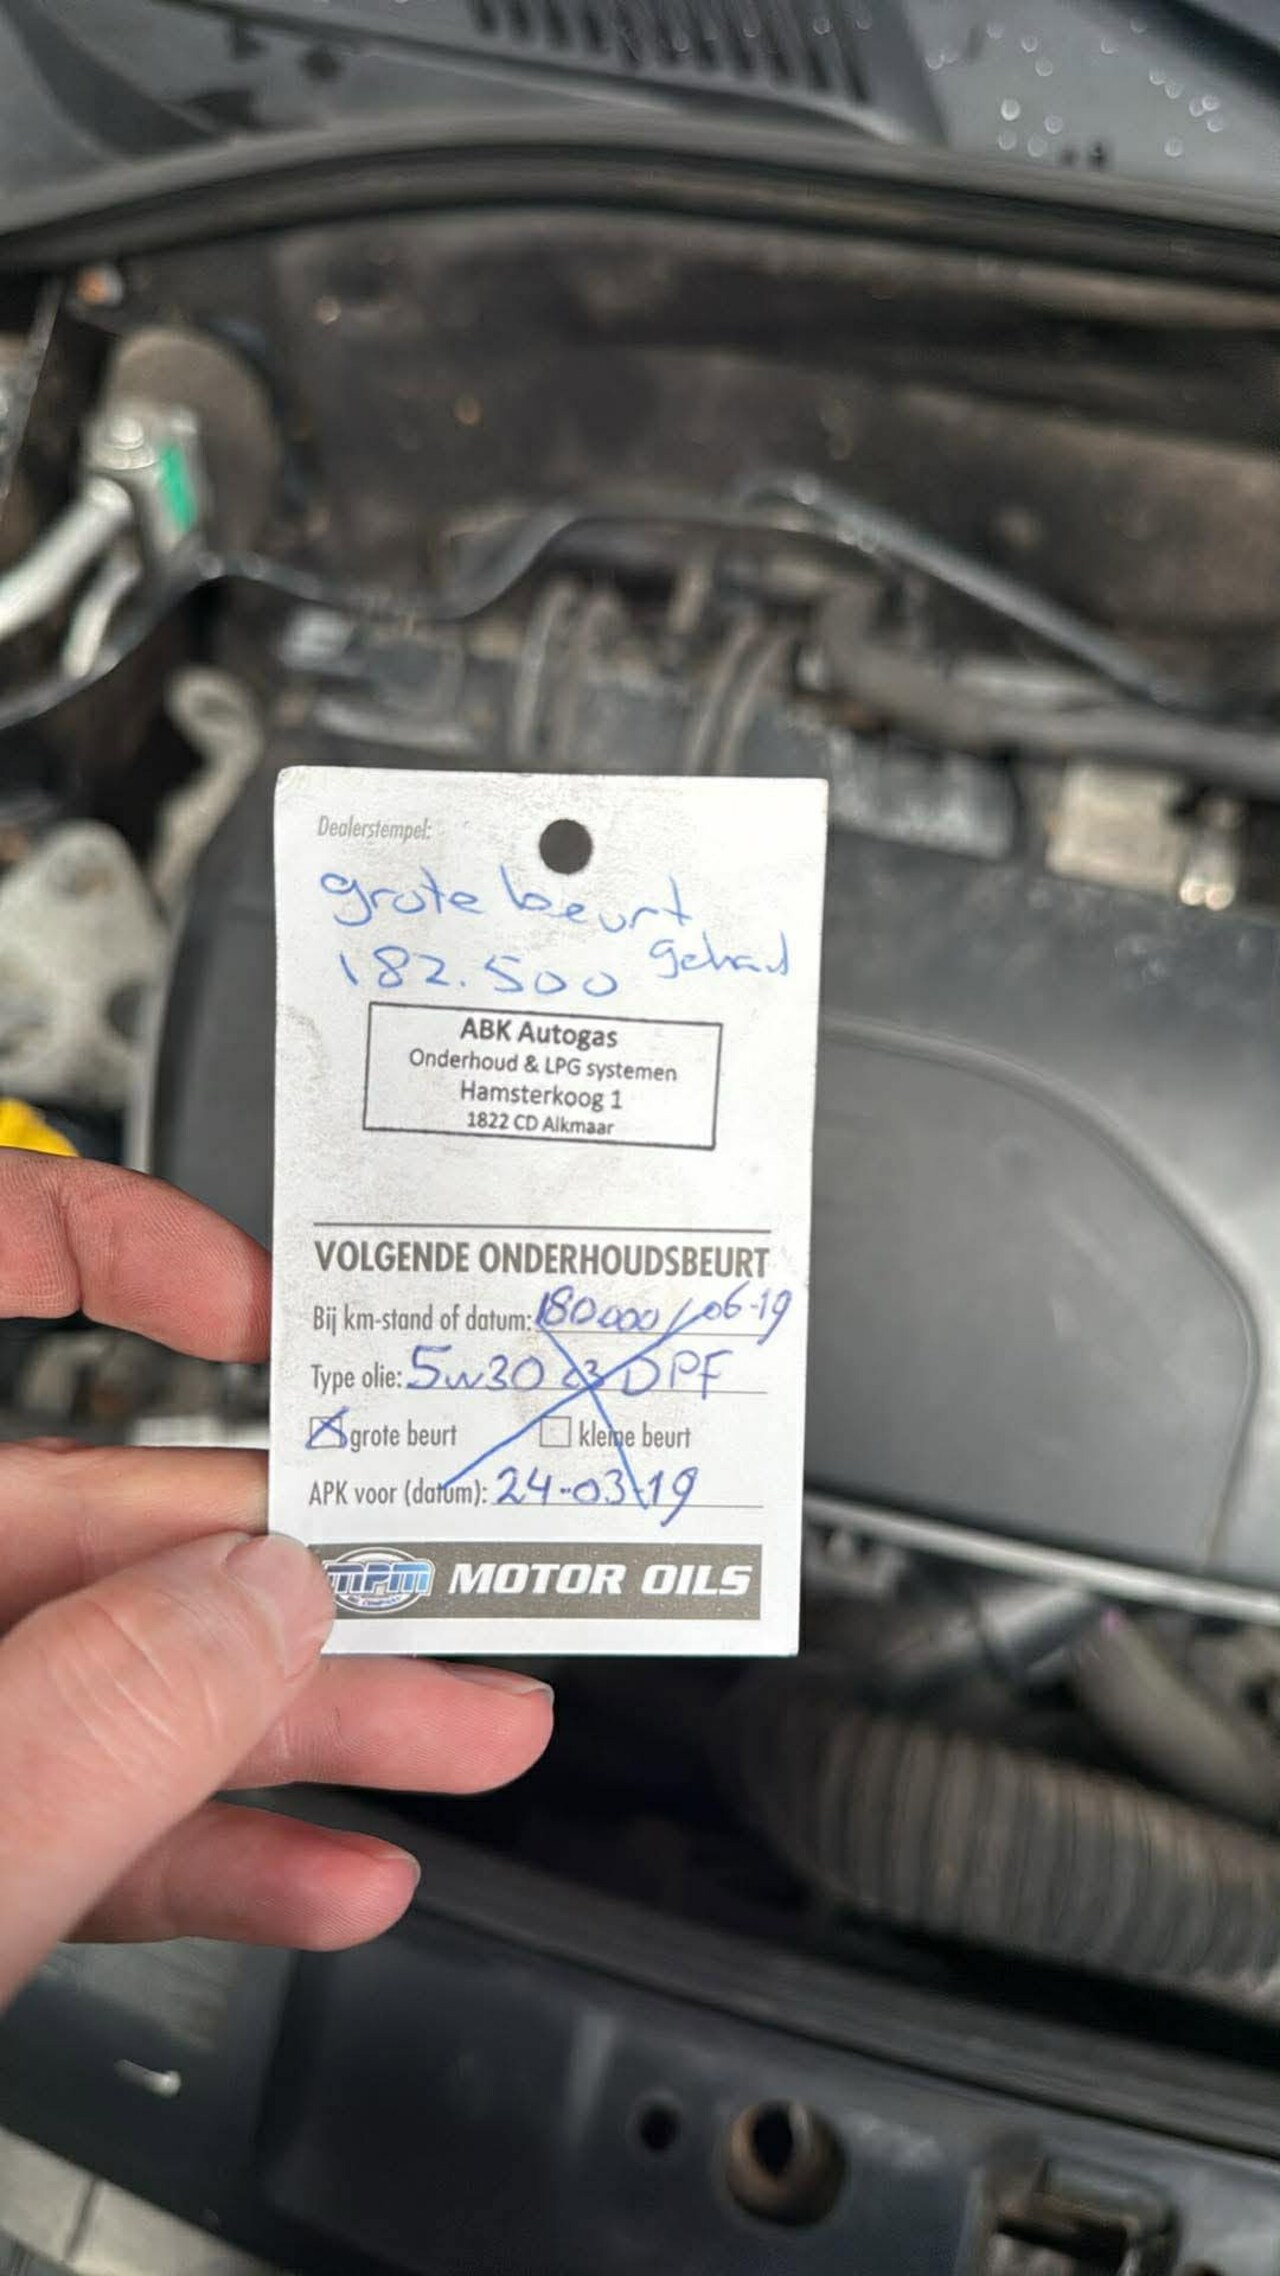 Dealerstempel:
grote beurt
gehad
182.500
ABK Autogas
Onderhoud & LPG systemen
Hamsterkoog 1
1822 CD Alkmaar
VOLGENDE ONDERHOUDSBEURT
Bij km-stand of datum: 180000 / 06-19
Type olie: 5w30 c3 DPF
grote beurt kleine beurt
APK voor (datum): 24-03-19
MPM MOTOR OILS